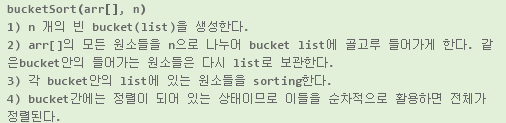 bucketSort(arr[], n)
1) n 개의 빈 bucket(list)을 생성한다.
2) arr[]의 모든 원소들을 n으로 나누어 bucket list에 골고루 들어가게 한다. 같
은bucket안의 들어가는 원소들은 다시 list로 보관한다.
3) 각 bucket안의 list에 있는 원소들을 sorting한다.
4) bucket간에는 정렬이 되어 있는 상태이므로 이들을 순차적으로 활용하면 전체가
정렬된다.